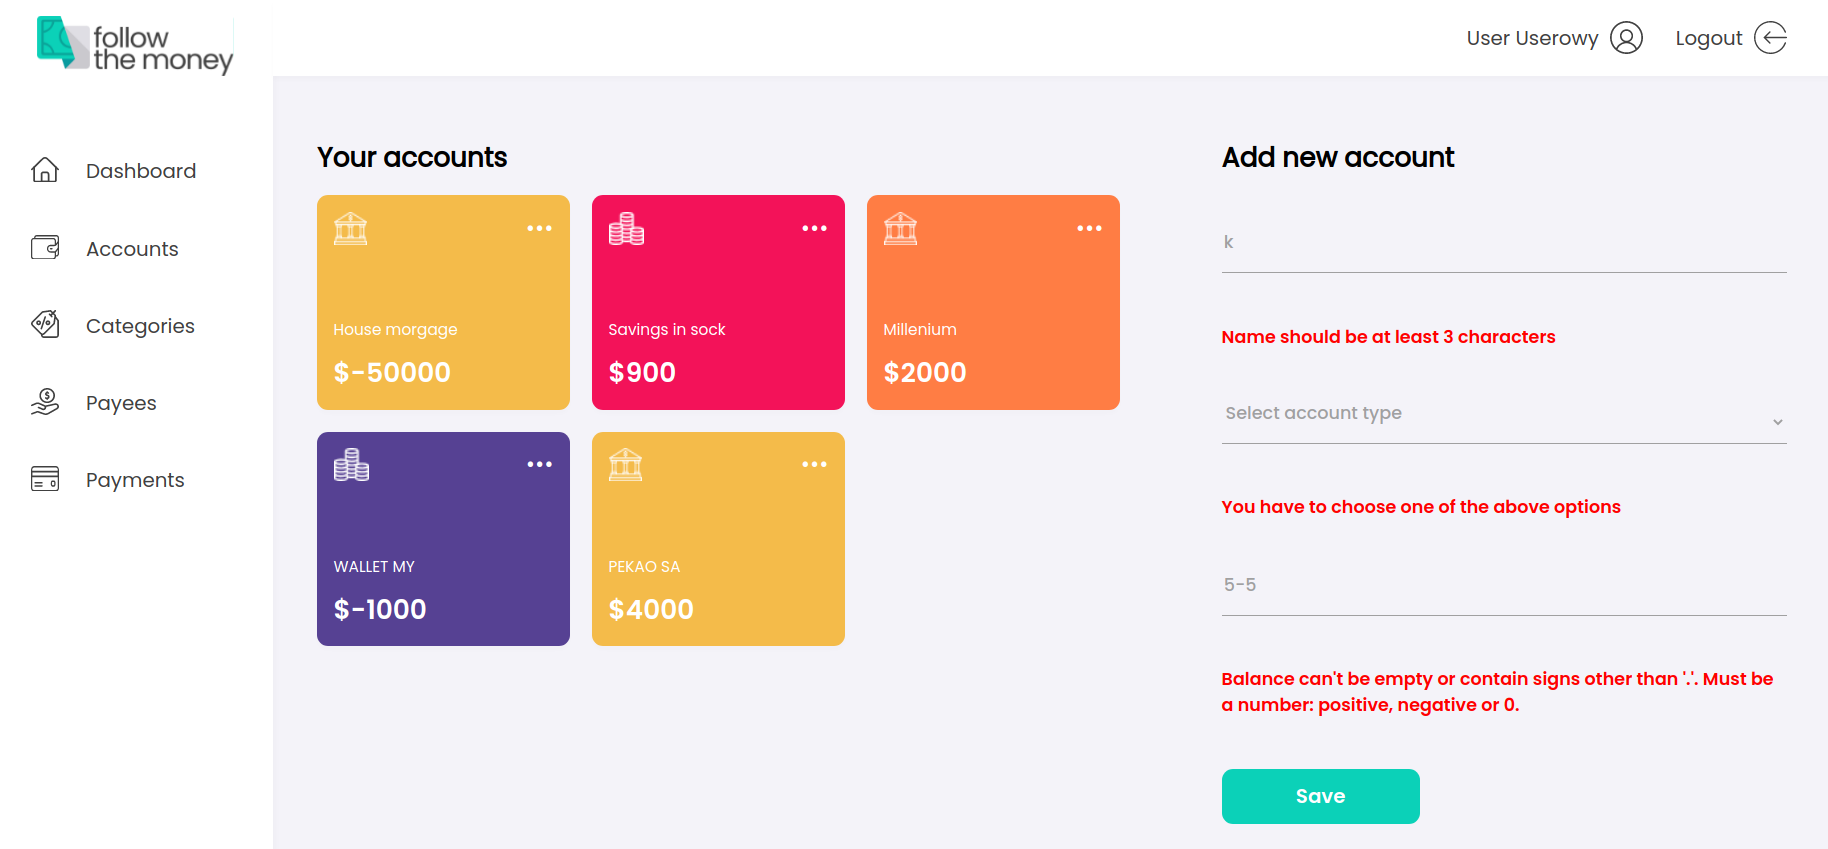 follow
the money
User Userowy
Logout
Dashboard
Accounts
Categories
Payees
Payments
Your accounts
House morgage
$-50000
Savings in sock
$900
Millenium
$2000
WALLET MY
$-1000
PEKAO SA
$4000
Add new account
k
Name should be at least 3 characters
Select account type
You have to choose one of the above options
5-5
Balance can't be empty or contain signs other than '.'. Must be
a number: positive, negative or 0.
Save